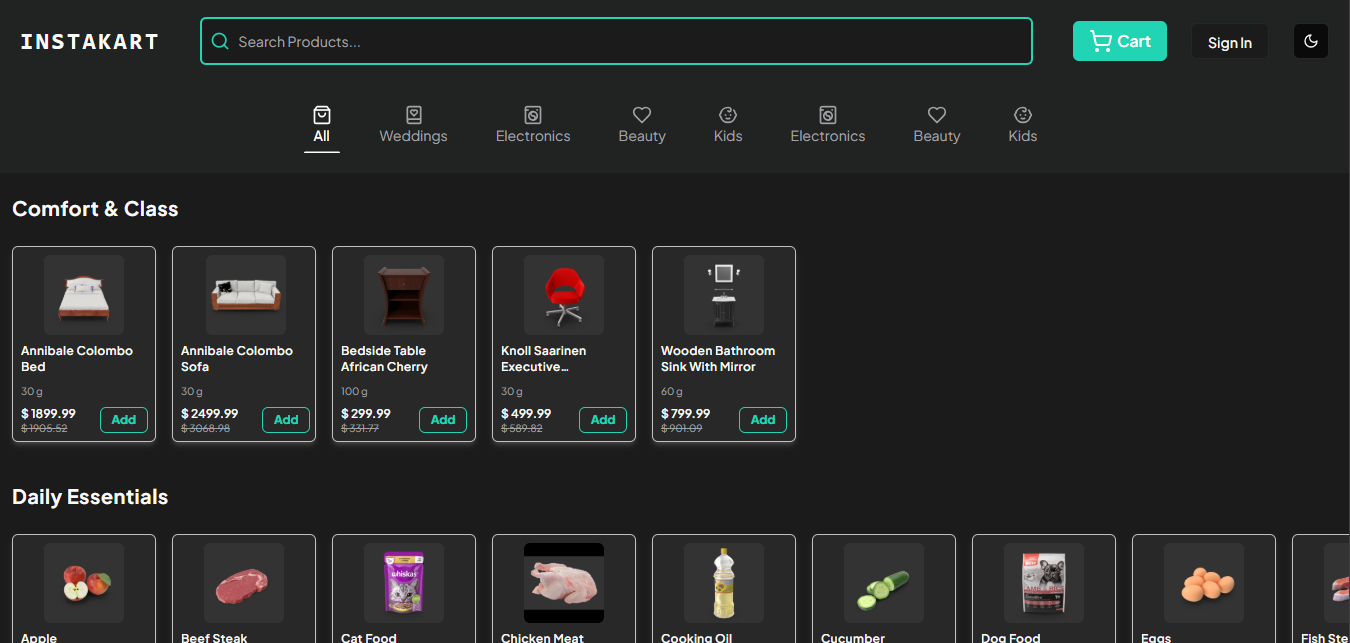 INSTAKART
Search Products...
Cart
Sign In
All
Weddings
Electronics
Beauty
Kids
Electronics
Beauty
Kids
Comfort & Class
Annibale Colombo
Bed
30 g
$ 1899.99
$ 1905.52
Add
Annibale Colombo
Sofa
30 g
$ 2499.99
$ 3068.98
Add
Bedside Table
African Cherry
100 g
$ 299.99
$ 331.77
Add
Knoll Saarinen
Executive...
30 g
$ 499.99
$ 589.82
Add
Wooden Bathroom
Sink With Mirror
60 g
$ 799.99
$ 901.09
Add
Daily Essentials
whiskas
Apple
Beef Steak
Cat Food
Chicken Meat
Cooking Oil
Cucumber
Dog Food
Eggs
Fish Ste